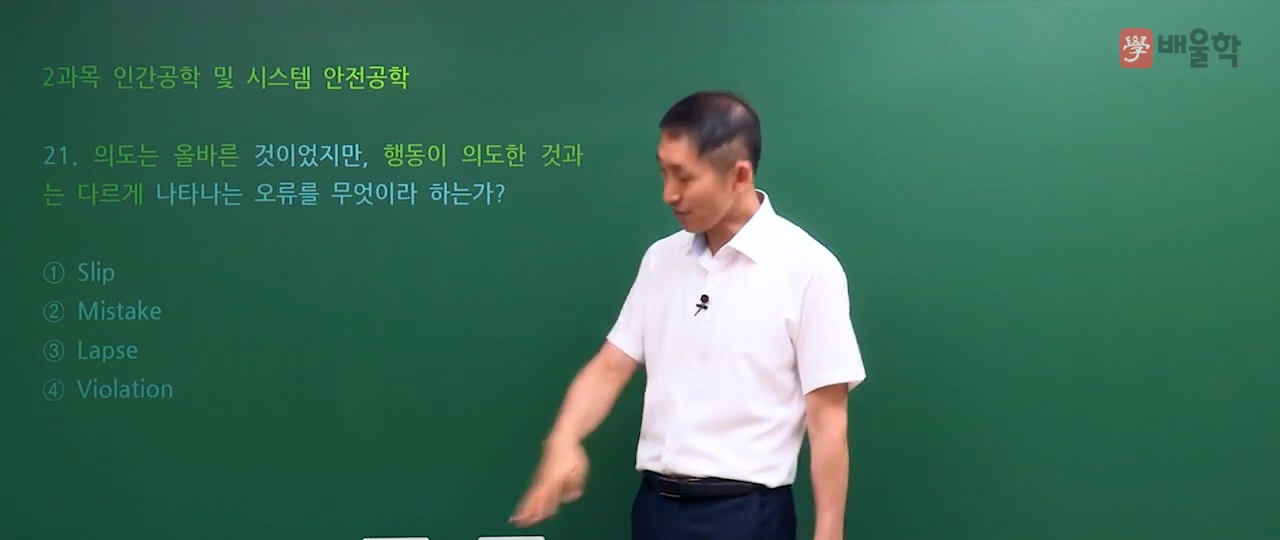 學 배울학
2과목 인간공학 및 시스템 안전공학
21. 의도는 올바른 것이었지만, 행동이 의도한 것과
는 다르게 나타나는 오류를 무엇이라 하는가?
① Slip
② Mistake
③ Lapse
④ Violation